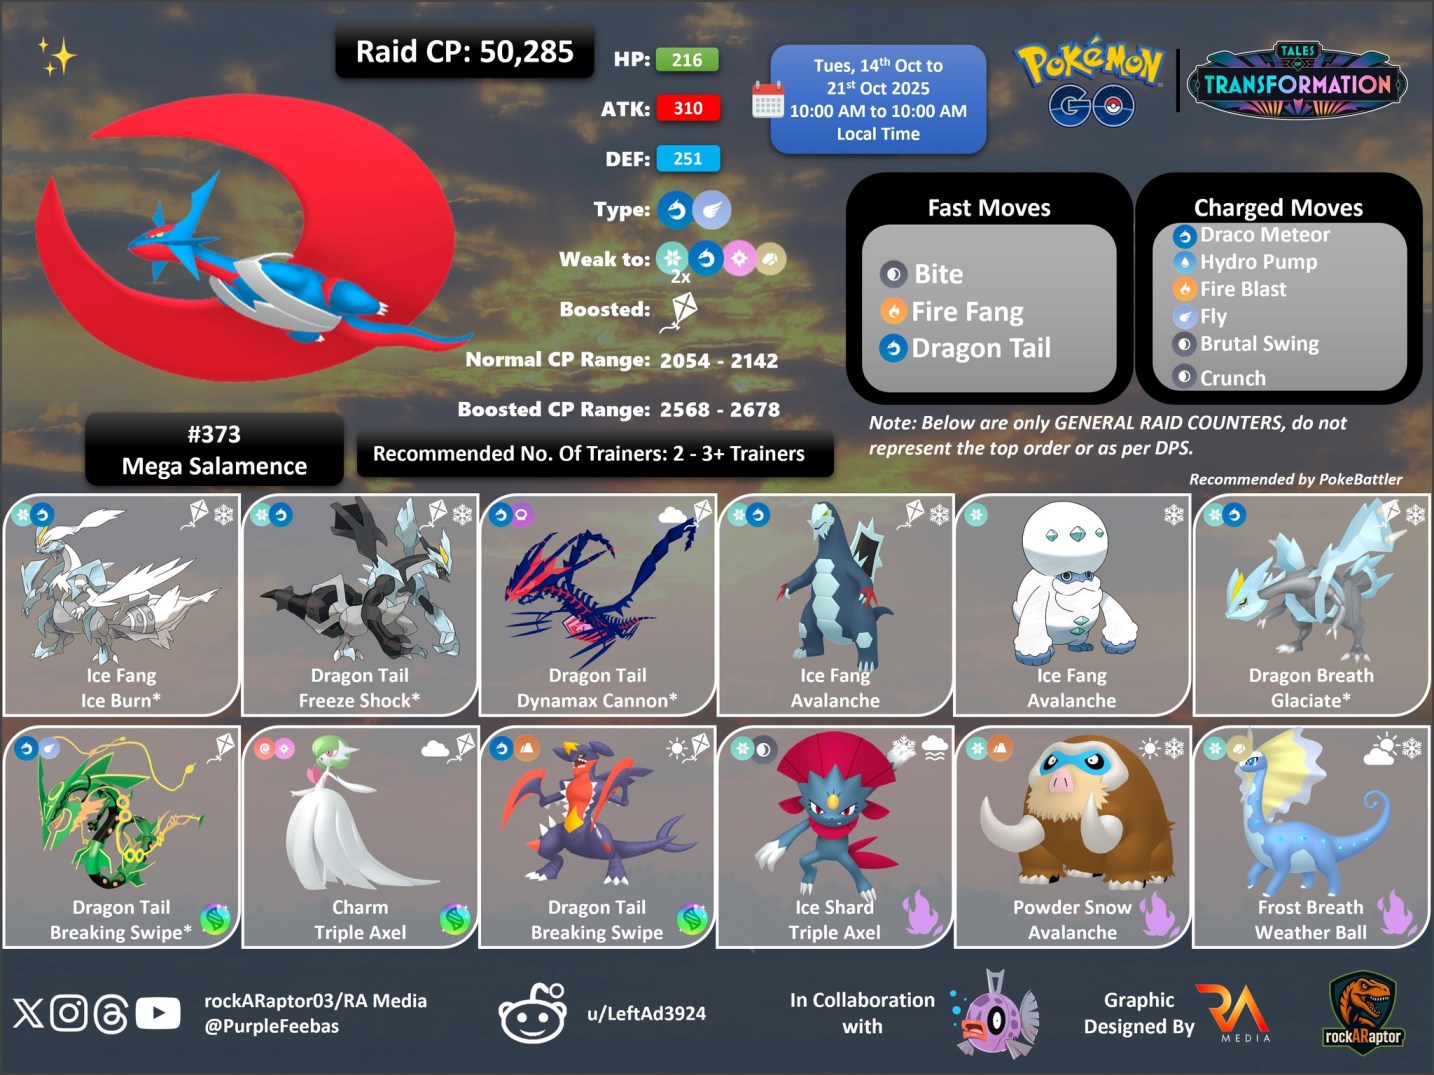 Raid CP: 50,285
HP: 216
ATK: 310
DEF: 251
Type:
Weak to:
2x
Boosted:
Normal CP Range: 2054 - 2142
Boosted CP Range: 2568 - 2678
Tues, 14th Oct to
21st Oct 2025
10:00 AM to 10:00 AM
Local Time
POKÉMON
GO
TALES
OF
TRANSFORMATION
Fast Moves
Bite
Fire Fang
Dragon Tail
Charged Moves
Draco Meteor
Hydro Pump
Fire Blast
Fly
Brutal Swing
Crunch
#373
Mega Salamence
Recommended No. Of Trainers: 2 - 3+ Trainers
Note: Below are only GENERAL RAID COUNTERS, do not
represent the top order or as per DPS.
Recommended by PokeBattler
Ice Fang
Ice Burn*
Dragon Tail
Freeze Shock*
Dragon Tail
Dynamax Cannon*
Ice Fang
Avalanche
Ice Fang
Avalanche
Dragon Breath
Glaciate*
Dragon Tail
Breaking Swipe*
Charm
Triple Axel
Dragon Tail
Breaking Swipe
Ice Shard
Triple Axel
Powder Snow
Avalanche
Frost Breath
Weather Ball
rockARaptor03/RA Media
@PurpleFeebas
u/LeftAd3924
In Collaboration
with
Graphic
Designed By
RA
MEDIA
rockARaptor